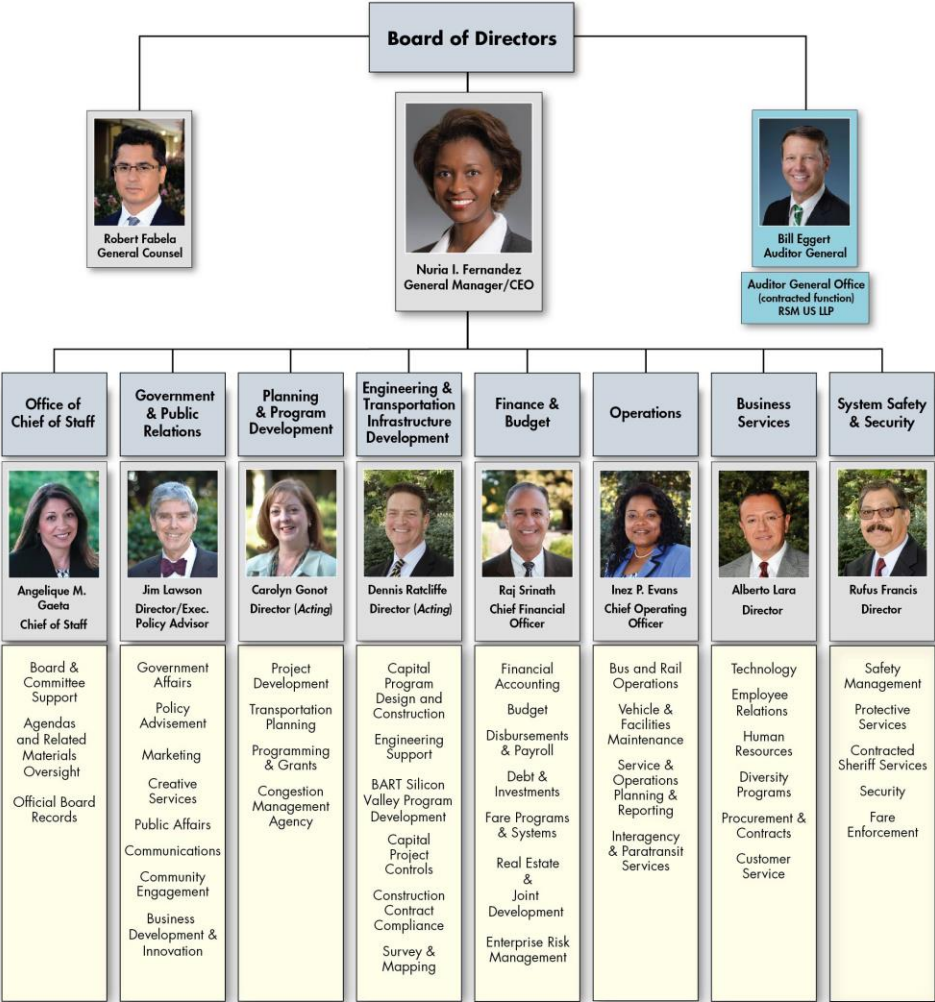 Board of Directors
Robert Fabela
General Counsel
Nuria I. Fernandez
General Manager/CEO
Bill Eggert
Auditor General
Auditor General Office
(contracted function)
RSM US LLP
Office of
Chief of Staff
Angelique M.
Gaeta
Chief of Staff
Board &
Committee
Support
Agendas
and Related
Materials
Oversight
Official Board
Records
Government
& Public
Relations
Jim Lawson
Director/Exec.
Policy Advisor
Government
Affairs
Policy
Advisement
Marketing
Creative
Services
Public Affairs
Communications
Community
Engagement
Business
Development &
Innovation
Planning
& Program
Development
Carolyn Gonot
Director (Acting)
Project
Development
Transportation
Planning
Programming
& Grants
Congestion
Management
Agency
Engineering &
Transportation
Infrastructure
Development
Dennis Ratcliffe
Director (Acting)
Capital
Program
Design and
Construction
Engineering
Support
BART Silicon
Valley Program
Development
Capital
Project
Controls
Construction
Contract
Compliance
Survey &
Mapping
Finance &
Budget
Raj Srinath
Chief Financial
Officer
Financial
Accounting
Budget
Disbursements
& Payroll
Debt &
Investments
Fare Programs
& Systems
Real Estate
&
Joint
Development
Enterprise Risk
Management
Operations
Inez P. Evans
Chief Operating
Officer
Bus and Rail
Operations
Vehicle &
Facilities
Maintenance
Service &
Operations
Planning &
Reporting
Interagency
& Paratransit
Services
Business
Services
Alberto Lara
Director
Technology
Employee
Relations
Human
Resources
Diversity
Programs
Procurement &
Contracts
Customer
Service
System Safety
& Security
Rufus Francis
Director
Safety
Management
Protective
Services
Contracted
Sheriff Services
Security
Fare
Enforcement